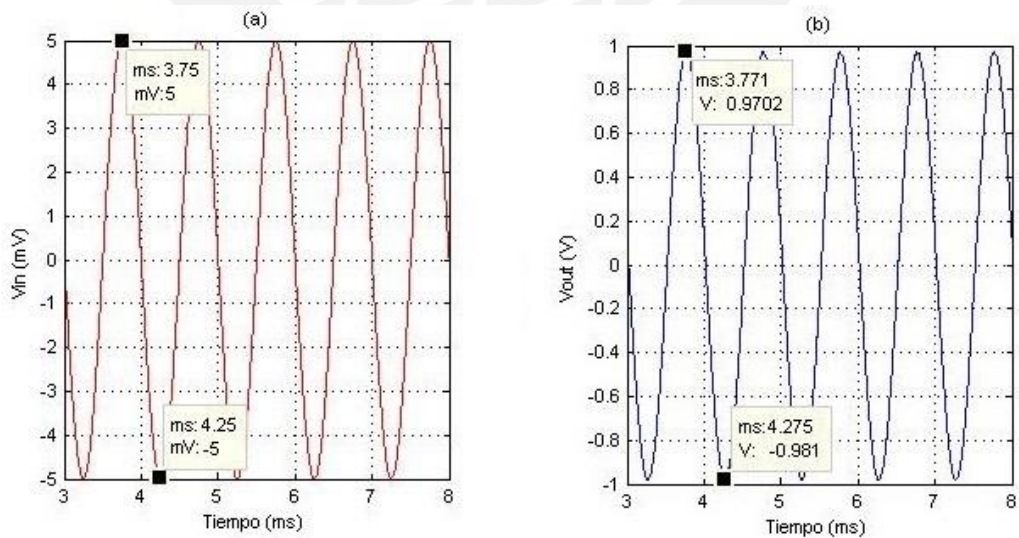 (a)
5
4
3
2
1
0
-1
-2
-3
-4
-5
Vin (mV)
ms: 3.75
mV: 5
ms: 4.25
mV: -5
3 4 5 6 7 8
Tiempo (ms)
(b)
1
0.8
0.6
0.4
0.2
0
-0.2
-0.4
-0.6
-0.8
-1
Vout (V)
ms:3.771
V: 0.9702
ms:4.275
V: -0.981
3 4 5 6 7 8
Tiempo (ms)